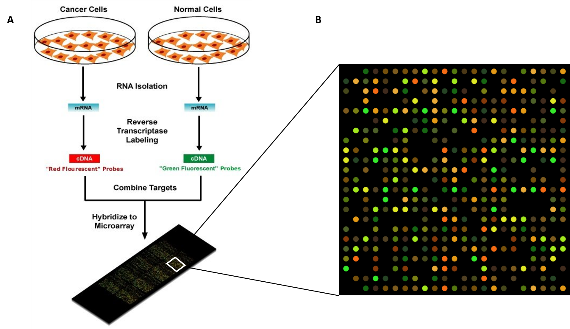 A
Cancer Cells
Normal Cells
B
RNA Isolation
mRNA
mRNA
Reverse
Transcriptase
Labeling
cDNA
cDNA
"Red Flourescent" Probes
"Green Fluorescent" Probes
Combine Targets
Hybridize to
Microarray